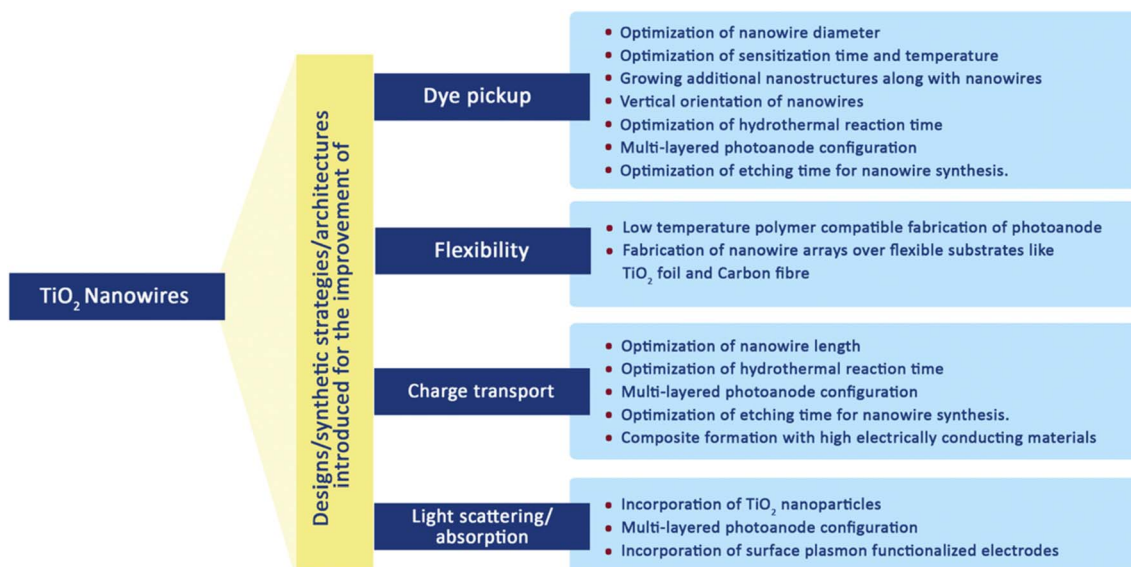 TiO₂ Nanowires
Designs/synthetic strategies/architectures
introduced for the improvement of
Dye pickup
• Optimization of nanowire diameter
• Optimization of sensitization time and temperature
• Growing additional nanostructures along with nanowires
• Vertical orientation of nanowires
• Optimization of hydrothermal reaction time
• Multi-layered photoanode configuration
• Optimization of etching time for nanowire synthesis.
Flexibility
• Low temperature polymer compatible fabrication of photoanode
• Fabrication of nanowire arrays over flexible substrates like
TiO₂ foil and Carbon fibre
Charge transport
• Optimization of nanowire length
• Optimization of hydrothermal reaction time
• Multi-layered photoanode configuration
• Optimization of etching time for nanowire synthesis.
• Composite formation with high electrically conducting materials
Light scattering/
absorption
• Incorporation of TiO₂ nanoparticles
• Multi-layered photoanode configuration
• Incorporation of surface plasmon functionalized electrodes